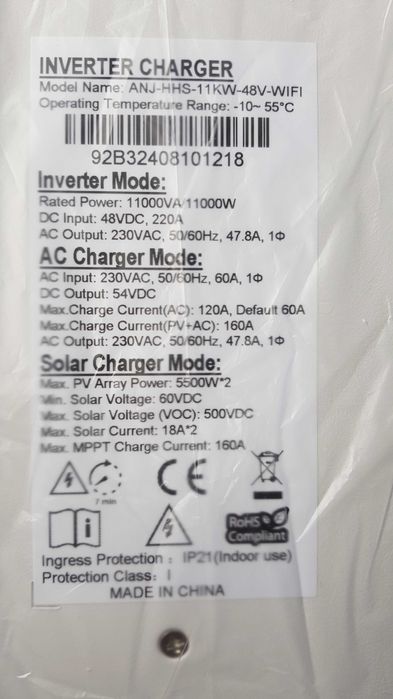 INVERTER CHARGER
Model Name: ANJ-HHS-11KW-48V-WIFI
Operating Temperature Range: -10~ 55°C
92B32408101218
Inverter Mode:
Rated Power: 11000VA/11000W
DC Input: 48VDC, 220A
AC Output: 230VAC, 50/60Hz, 47.8A, 1Φ
AC Charger Mode:
AC Input: 230VAC, 50/60Hz, 60A, 1Φ
DC Output: 54VDC
Max.Charge Current(AC): 120A, Default 60A
Max.Charge Current(PV+AC): 160A
AC Output: 230VAC, 50/60Hz, 47.8A, 1Φ
Solar Charger Mode:
Max. PV Array Power: 5500W*2
Min. Solar Voltage: 60VDC
Max. Solar Voltage (VOC): 500VDC
Max. Solar Current: 18A*2
Max. MPPT Charge Current: 160A
7 min
CE
i
RoHS
Compliant
Ingress Protection : IP21(Indoor use)
Protection Class: I
MADE IN CHINA